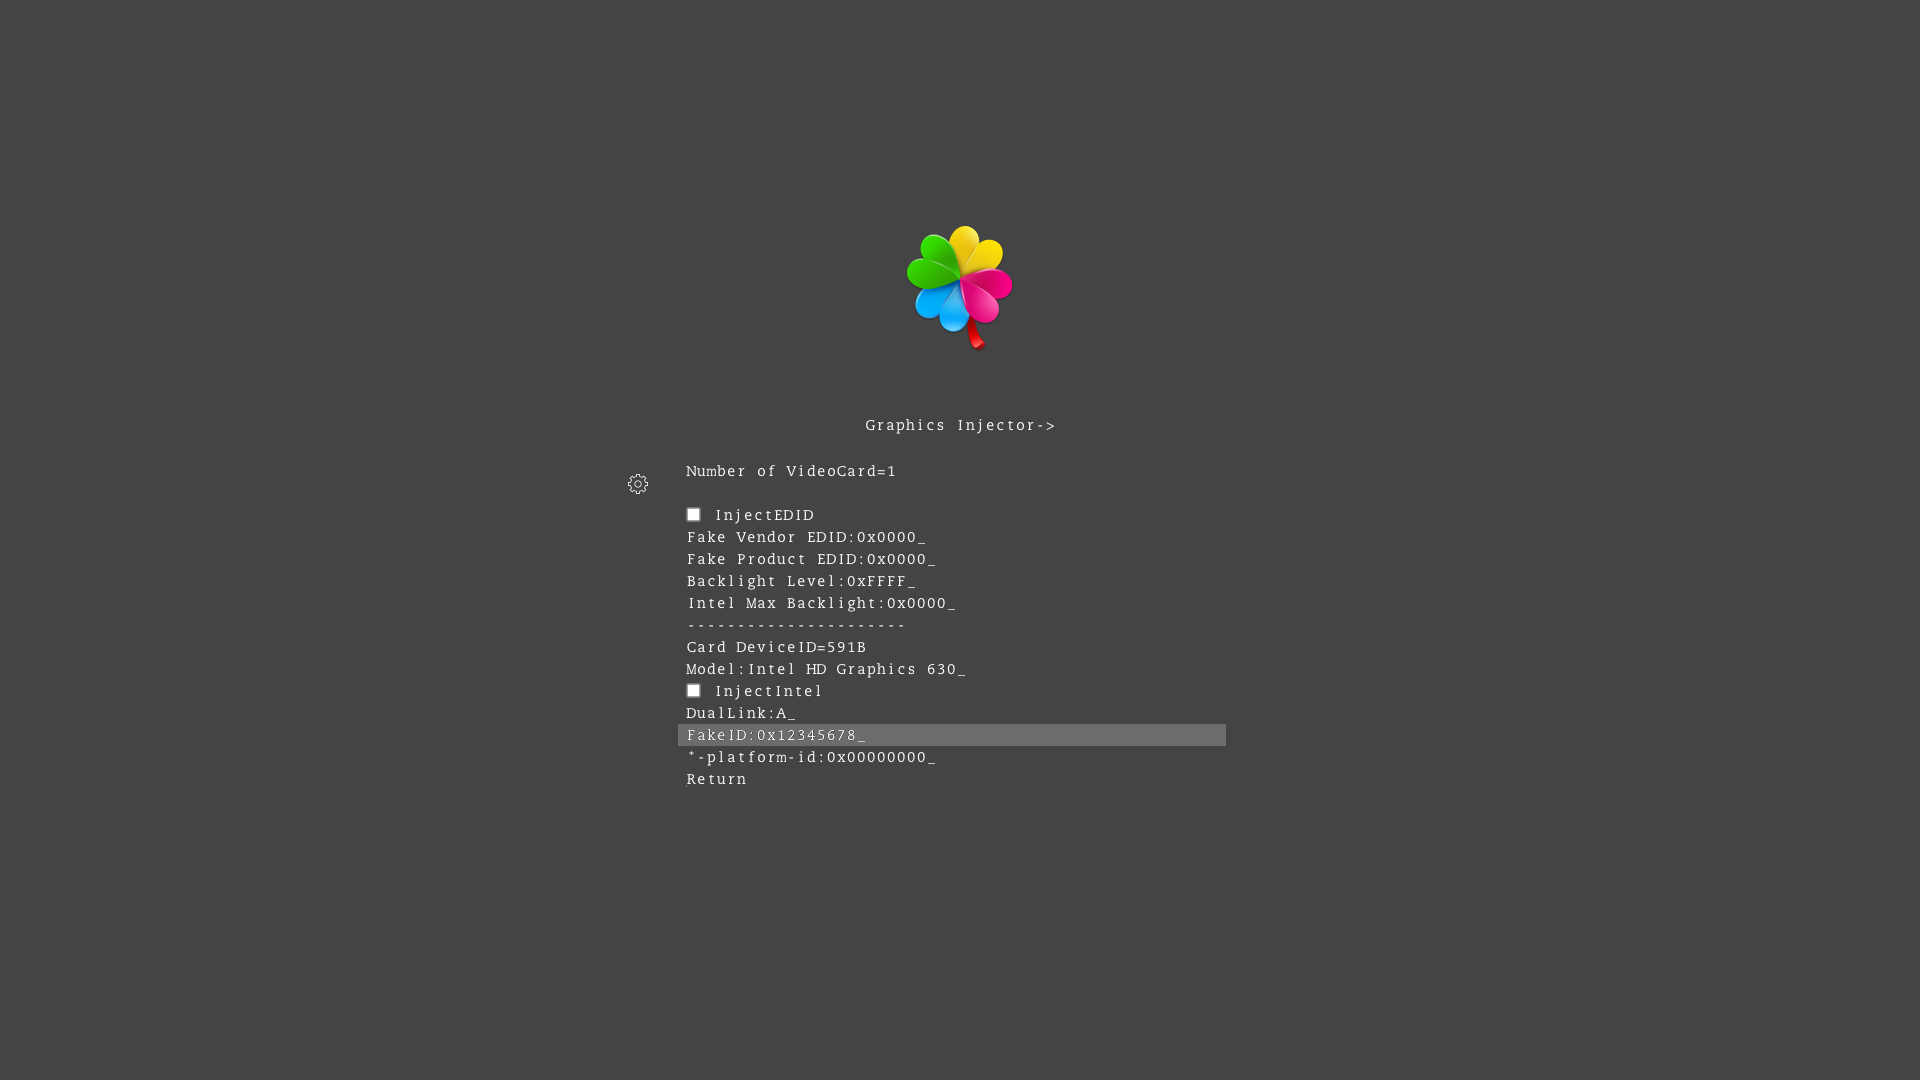 Graphics Injector->
Number of VideoCard=1
InjectEDID
Fake Vendor EDID:0x0000_
Fake Product EDID:0x0000_
Backlight Level:0xFFFF_
Intel Max Backlight:0x0000_
----------------------
Card DeviceID=591B
Model:Intel HD Graphics 630_
InjectIntel
DualLink:A_
FakeID:0x12345678_
*-platform-id:0x00000000_
Return